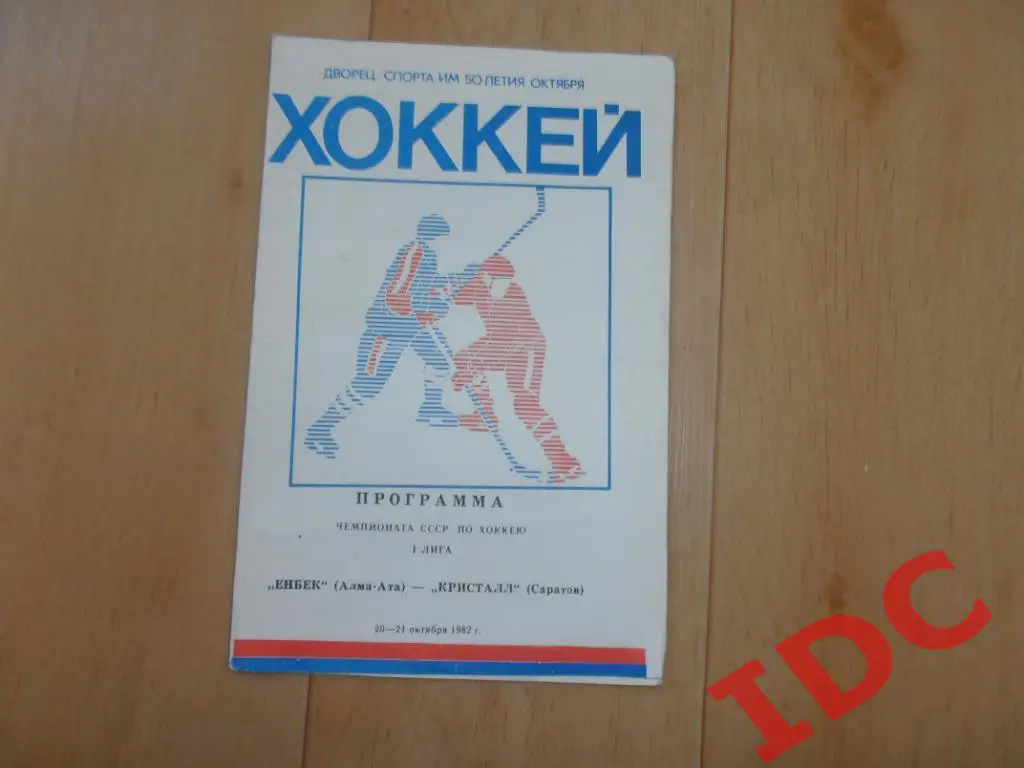 ДВОРЕЦ СПОРТА ИМ 50 ЛЕТИЯ ОКТЯБРЯ
ХОККЕЙ
ПРОГРАММА
ЧЕМПИОНАТА СССР ПО ХОККЕЮ
I ЛИГА
„ЕНБЕК" (Алма-Ата) — „КРИСТАЛЛ" (Саратов)
20—21 октября 1982 г.
IDC